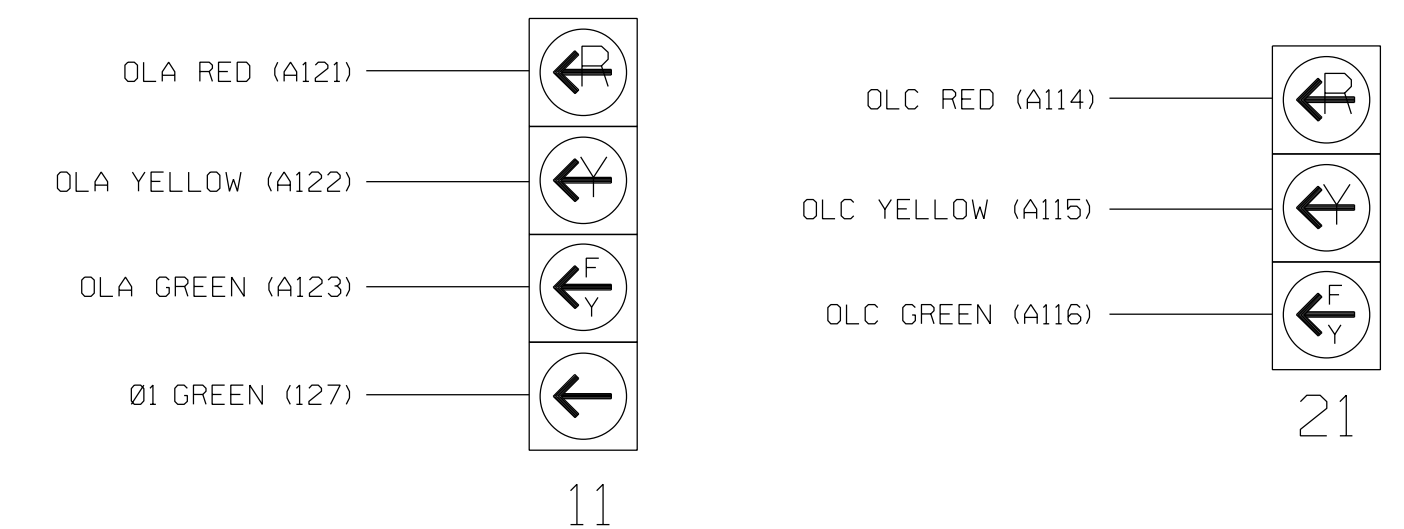 OLA RED (A121)
R
OLA YELLOW (A122)
Y
OLA GREEN (A123)
F
Y
Ø1 GREEN (127)
11
OLC RED (A114)
R
OLC YELLOW (A115)
Y
OLC GREEN (A116)
F
Y
21